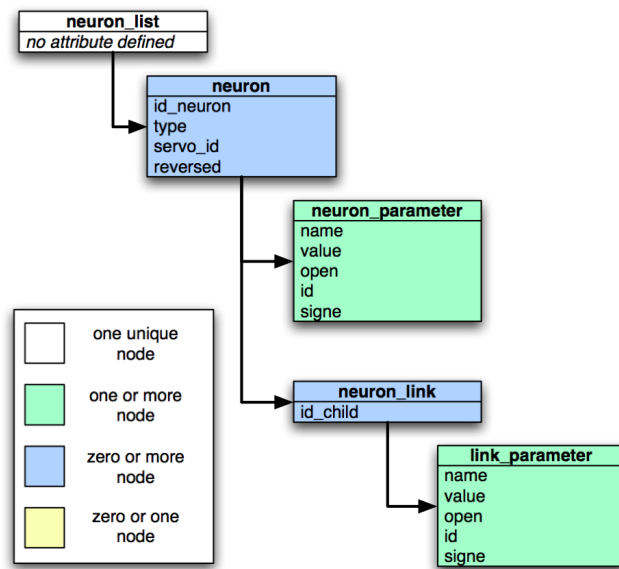 neuron_list
no attribute defined
neuron
id_neuron
type
servo_id
reversed
neuron_parameter
name
value
open
id
signe
one unique
node
one or more
node
zero or more
node
zero or one
node
neuron_link
id_child
link_parameter
name
value
open
id
signe